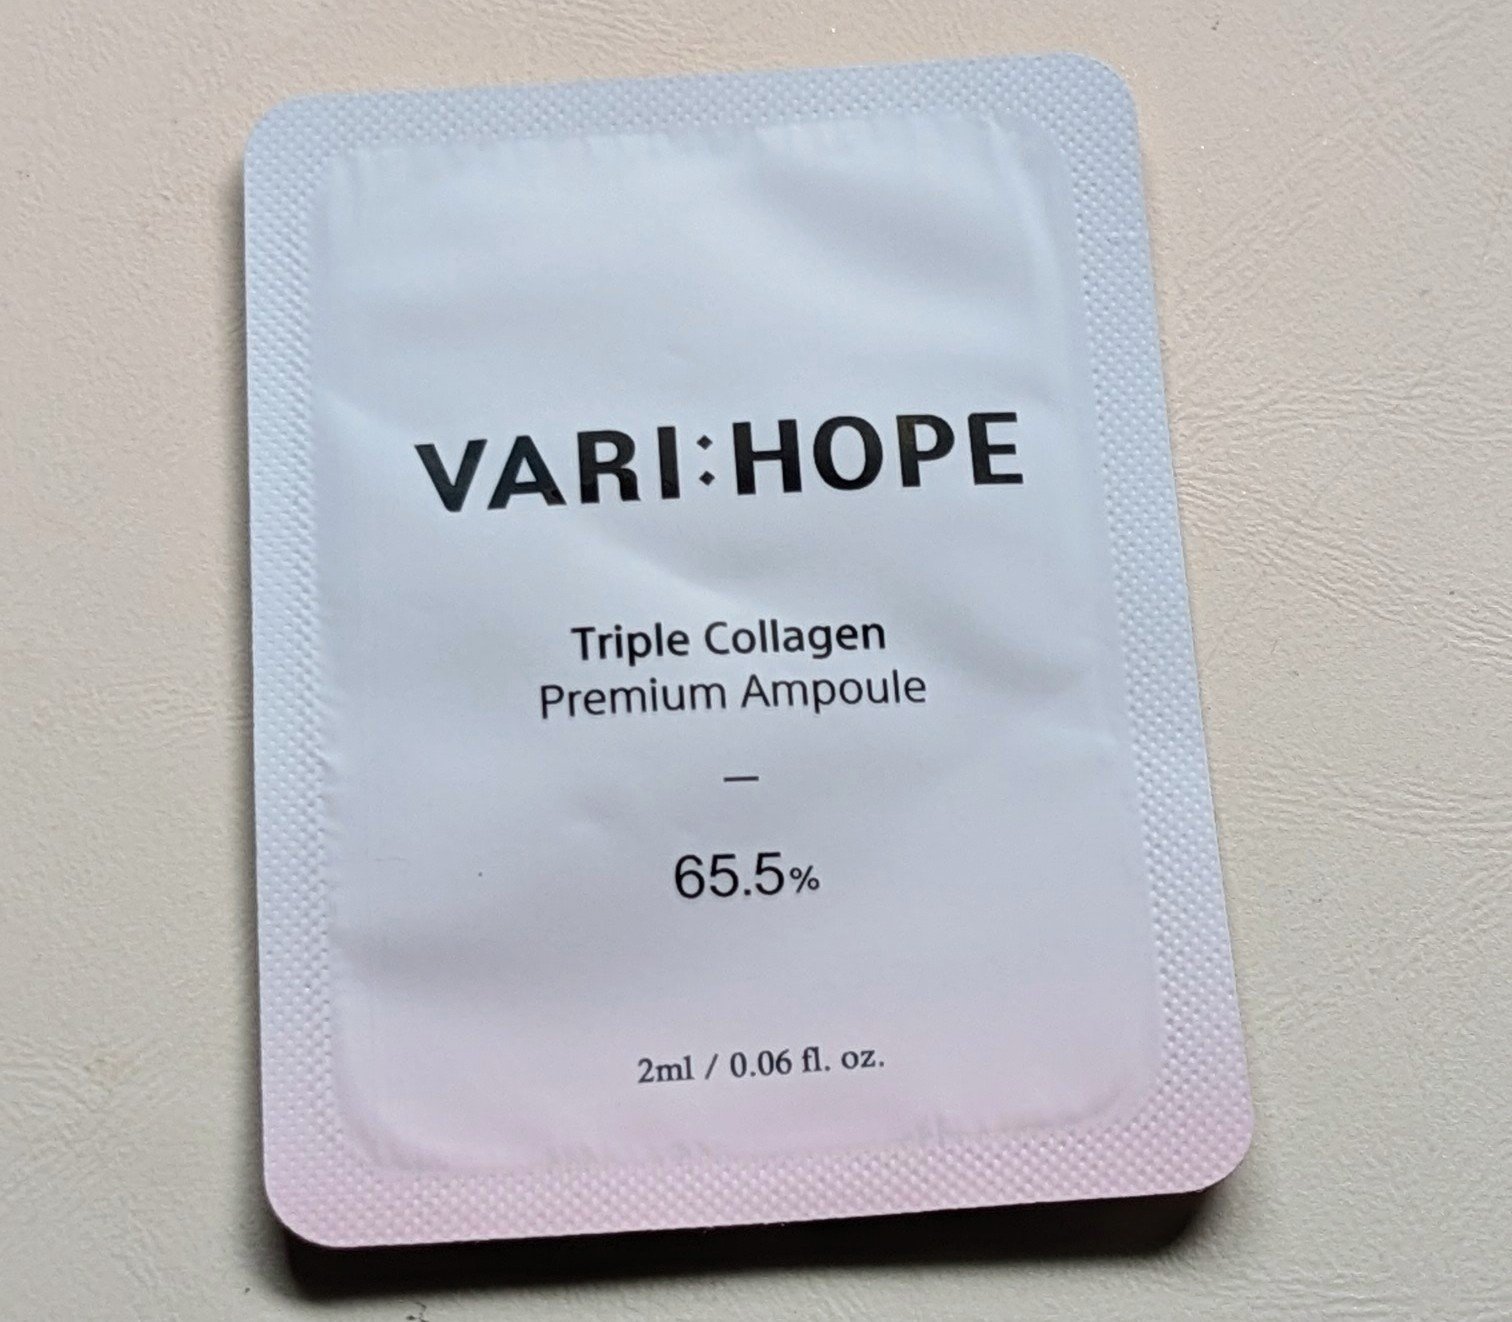 VARI:HOPE
Triple Collagen
Premium Ampoule
—
65.5%
2ml / 0.06 fl. oz.